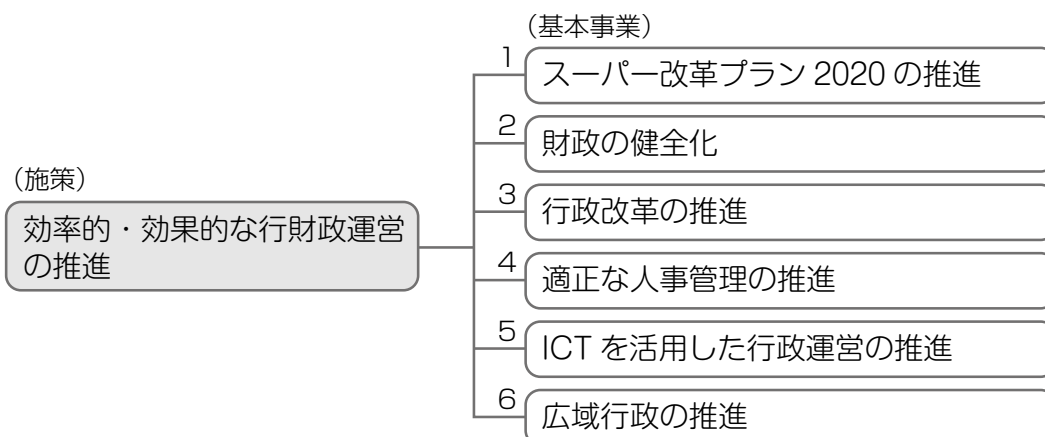 (施策)
効率的・効果的な行財政運営
の推進
(基本事業)
1
スーパー改革プラン 2020 の推進
2
財政の健全化
3
行政改革の推進
4
適正な人事管理の推進
5
ICT を活用した行政運営の推進
6
広域行政の推進